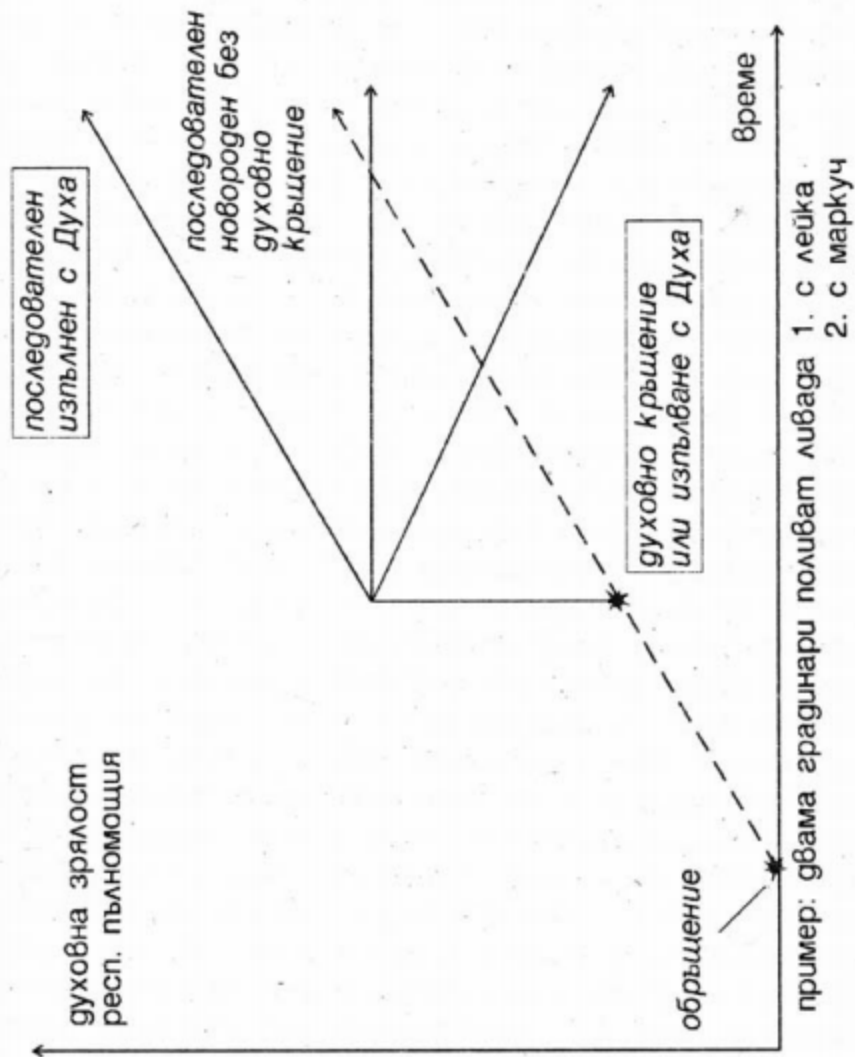 духовна зрялост
респ. пълномощия
последователен
изпълнен с Духа
последователен
новороден без
духовно
кръщение
духовно кръщение
или изпълване с Духа
обръщение
време
пример: двама градинари поливат ливада 1. с лейка
2. с маркуч